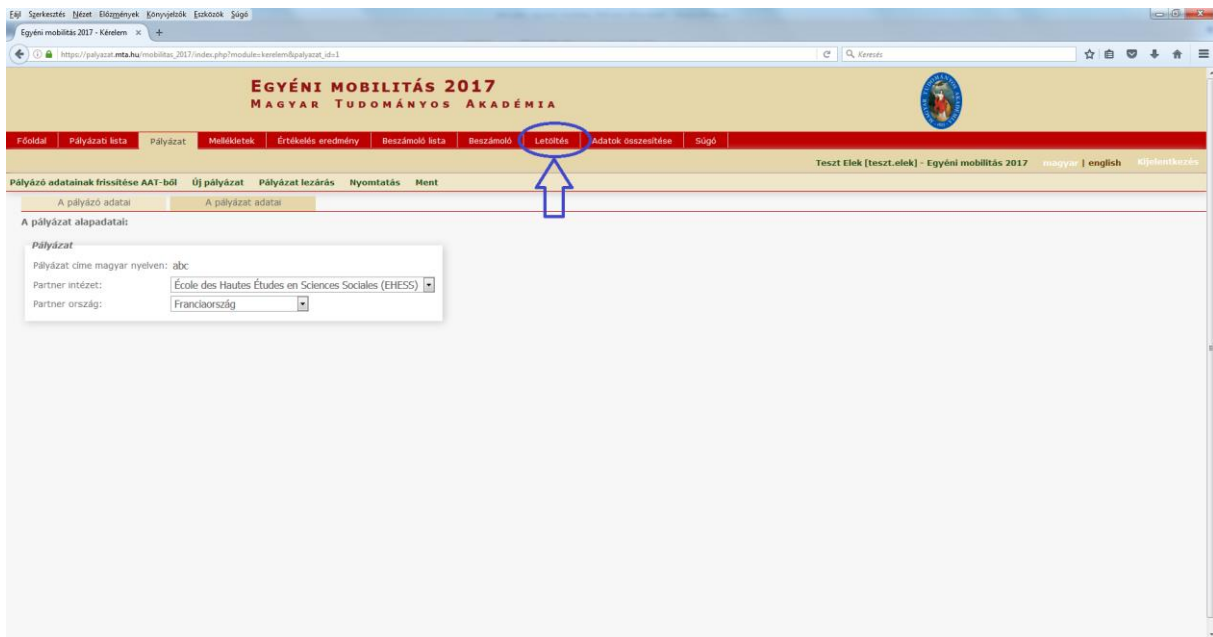 Fájl Szerkesztés Nézet Előzmények Könyvjelzők Eszközök Súgó
Egyéni mobilitás 2017 - Kérelem × +
https://palyazat.mta.hu/mobilitas_2017/index.php?module=kerelem&palyazat_id=1 Keresés
EGYÉNI MOBILITÁS 2017
MAGYAR TUDOMÁNYOS AKADÉMIA
Főoldal Pályázati lista Pályázat Mellékletek Értékelés eredmény Beszámoló lista Beszámoló Letöltés Adatok összesítése Súgó
Teszt Elek [teszt.elek] - Egyéni mobilitás 2017 magyar | english Kijelentkezés
Pályázó adatainak frissítése AAT-ből Új pályázat Pályázat lezárás Nyomtatás Ment
A pályázó adatai A pályázat adatai
A pályázat alapadatai:
Pályázat
Pályázat címe magyar nyelven: abc
Partner intézet: École des Hautes Études en Sciences Sociales (EHESS)
Partner ország: Franciaország